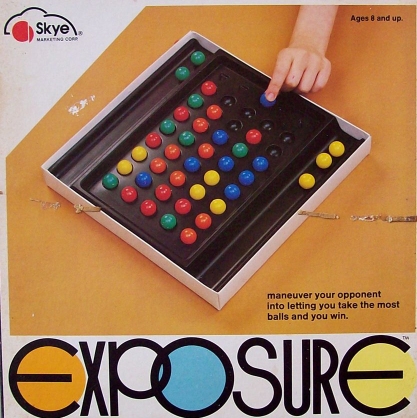 Skye®
MARKETING CORP.
Ages 8 and up.
maneuver your opponent
into letting you take the most
balls and you win.
EXPOSURE™